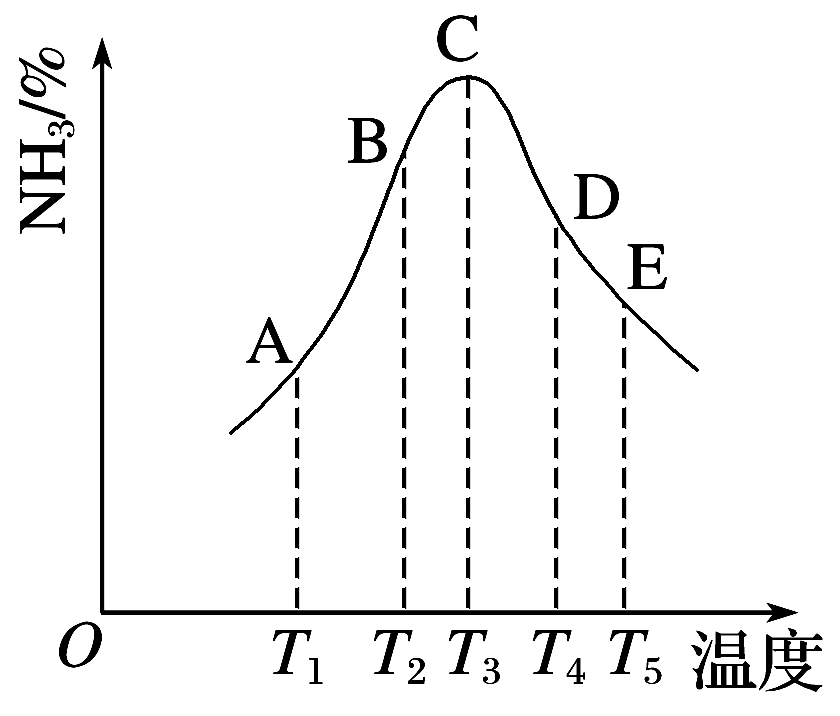 NH₃/%
C
B
D
E
A
O T₁ T₂ T₃ T₄ T₅ 温度